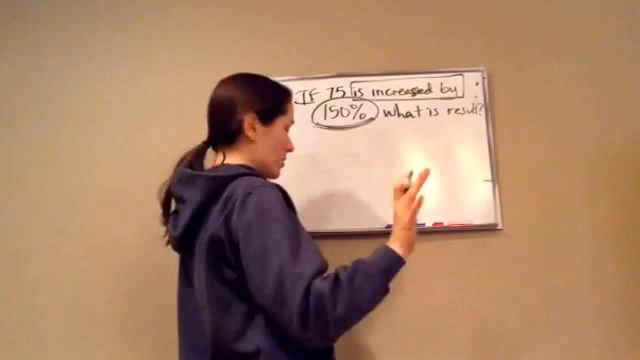 IF 75 is increased by
150% What is result?